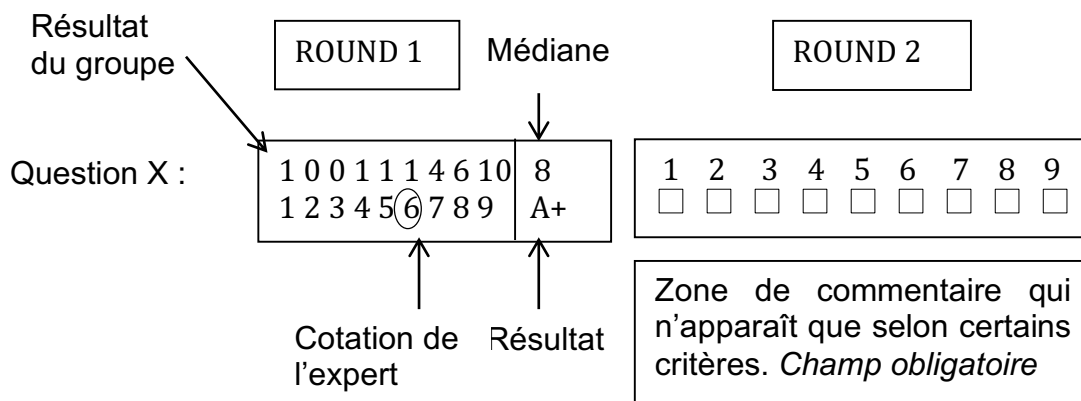 Résultat
du groupe
ROUND 1
Médiane
ROUND 2
Question X :
1 0 0 1 1 1 4 6 10 8
1 2 3 4 5 6 7 8 9 A+
1 2 3 4 5 6 7 8 9
Cotation de
l'expert
Résultat
Zone de commentaire qui
n'apparaît que selon certains
critères. Champ obligatoire